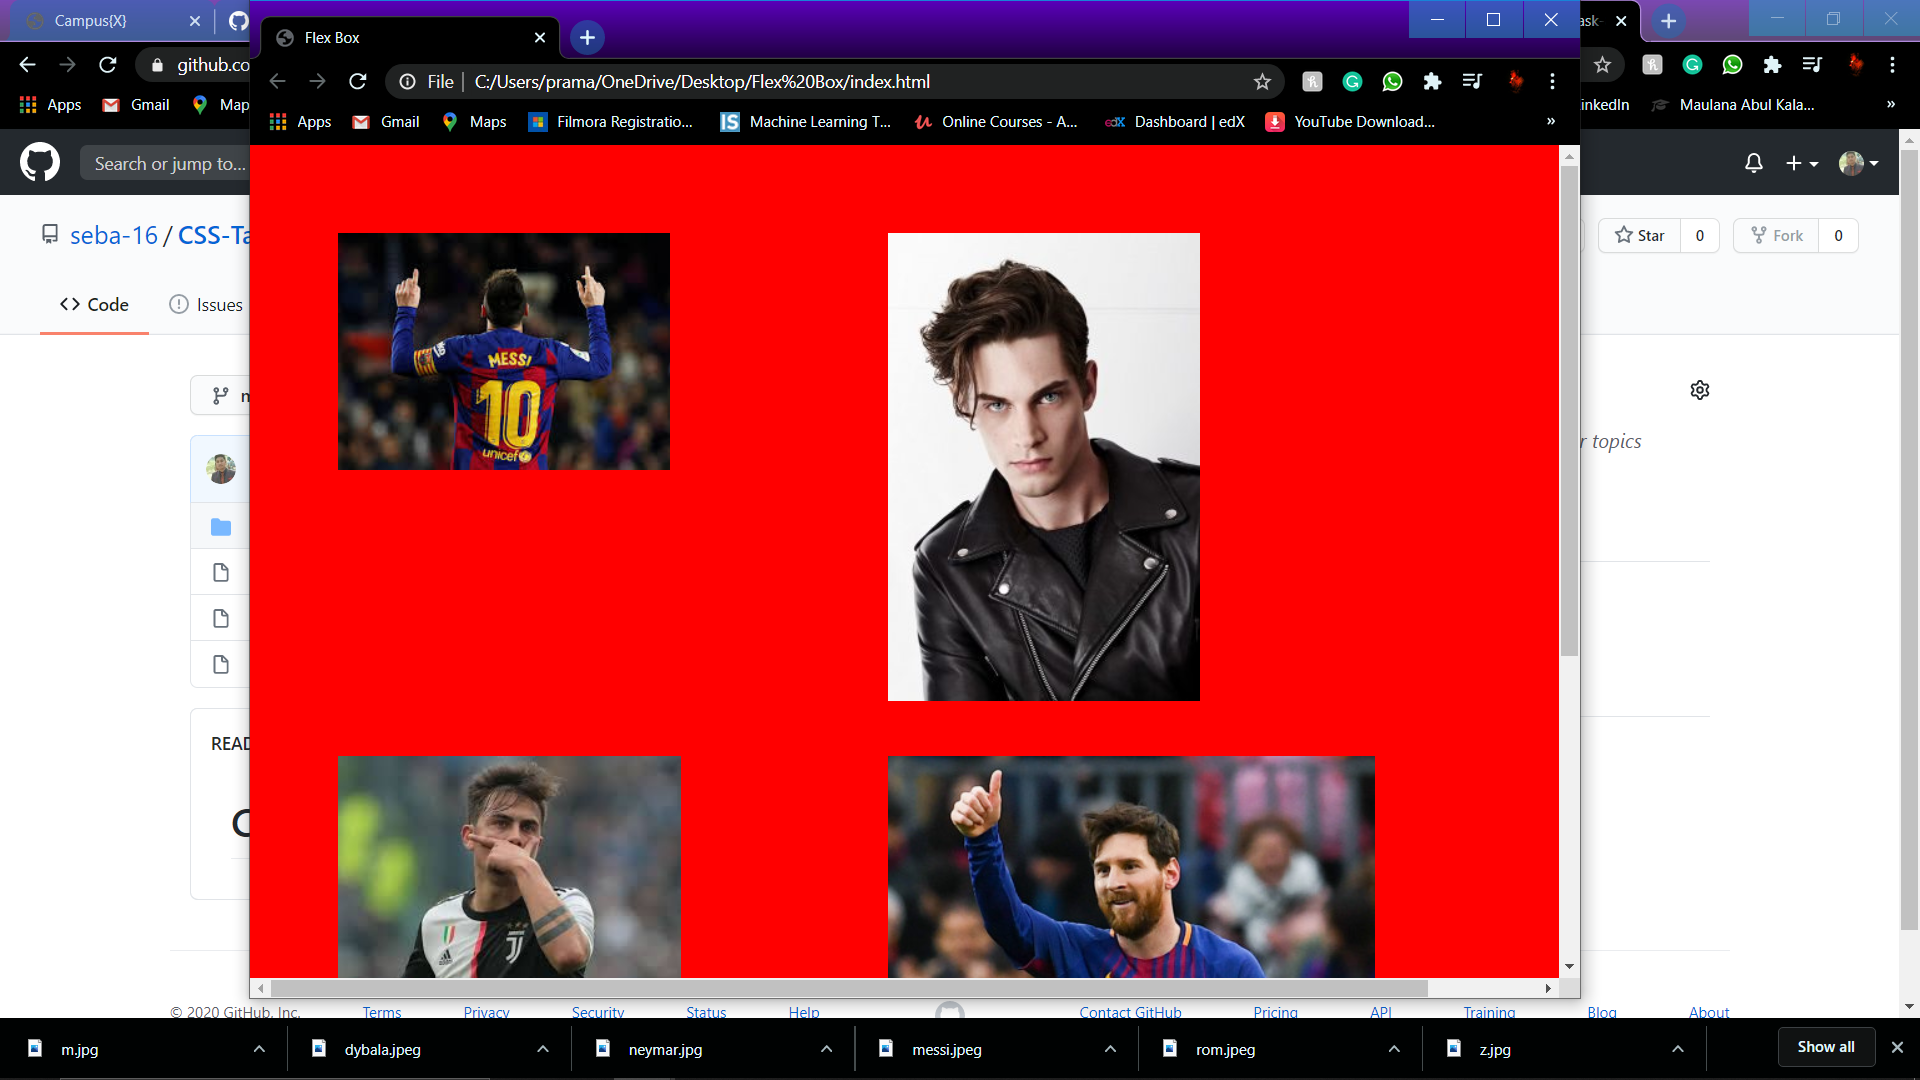 Campus{X}
Flex Box
ask-
github.co
File | C:/Users/prama/OneDrive/Desktop/Flex%20Box/index.html
Apps Gmail Map
Apps Gmail Maps Filmora Registratio... Machine Learning T... Online Courses - A... Dashboard | edX YouTube Download... »
inkedIn Maulana Abul Kala... »
Search or jump to...
seba-16 / CSS-Ta
Star 0 Fork 0
Code Issues
MESSI
10
unicef
r topics
READ
© 2020 GitHub, Inc. Terms Privacy Security Status Help Contact GitHub Pricing API Training Blog About
m.jpg dybala.jpeg neymar.jpg messi.jpeg rom.jpeg z.jpg Show all